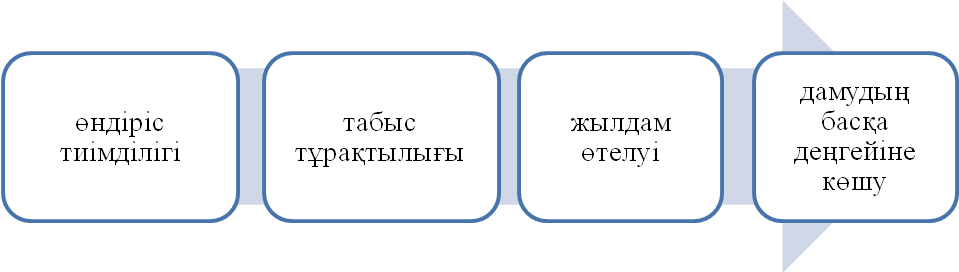 өндіріс
тиімділігі
табыс
тұрақтылығы
жылдам
өтелуі
дамудың
басқа
деңгейіне
көшу